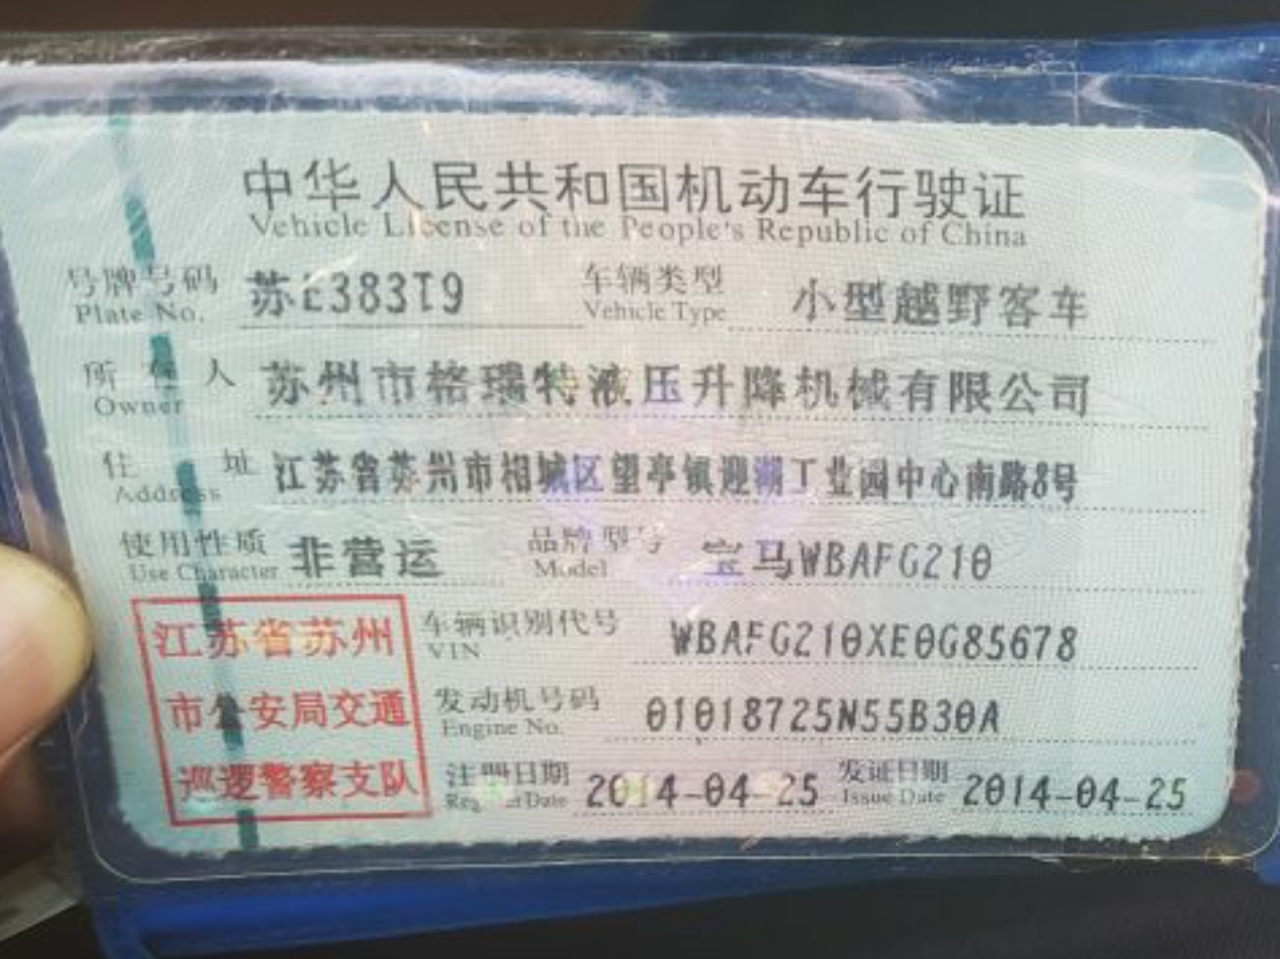 中华人民共和国机动车行驶证
Vehicle License of the People's Republic of China
号牌号码 苏E383T9 车辆类型 小型越野客车
Plate No. Vehicle Type
所有人 苏州市格瑞特液压升降机械有限公司
Owner
住址 江苏省苏州市相城区望亭镇迎湖工业园中心南路8号
Address
使用性质 非营运 品牌型号 宝马WBAFG210
Use Character Model
江苏省苏州
市公安局交通
巡逻警察支队
车辆识别代号 WBAFG210XE0G85678
VIN
发动机号码 01018725N55B30A
Engine No.
注册日期 2014-04-25 发证日期 2014-04-25
Register Date Issue Date